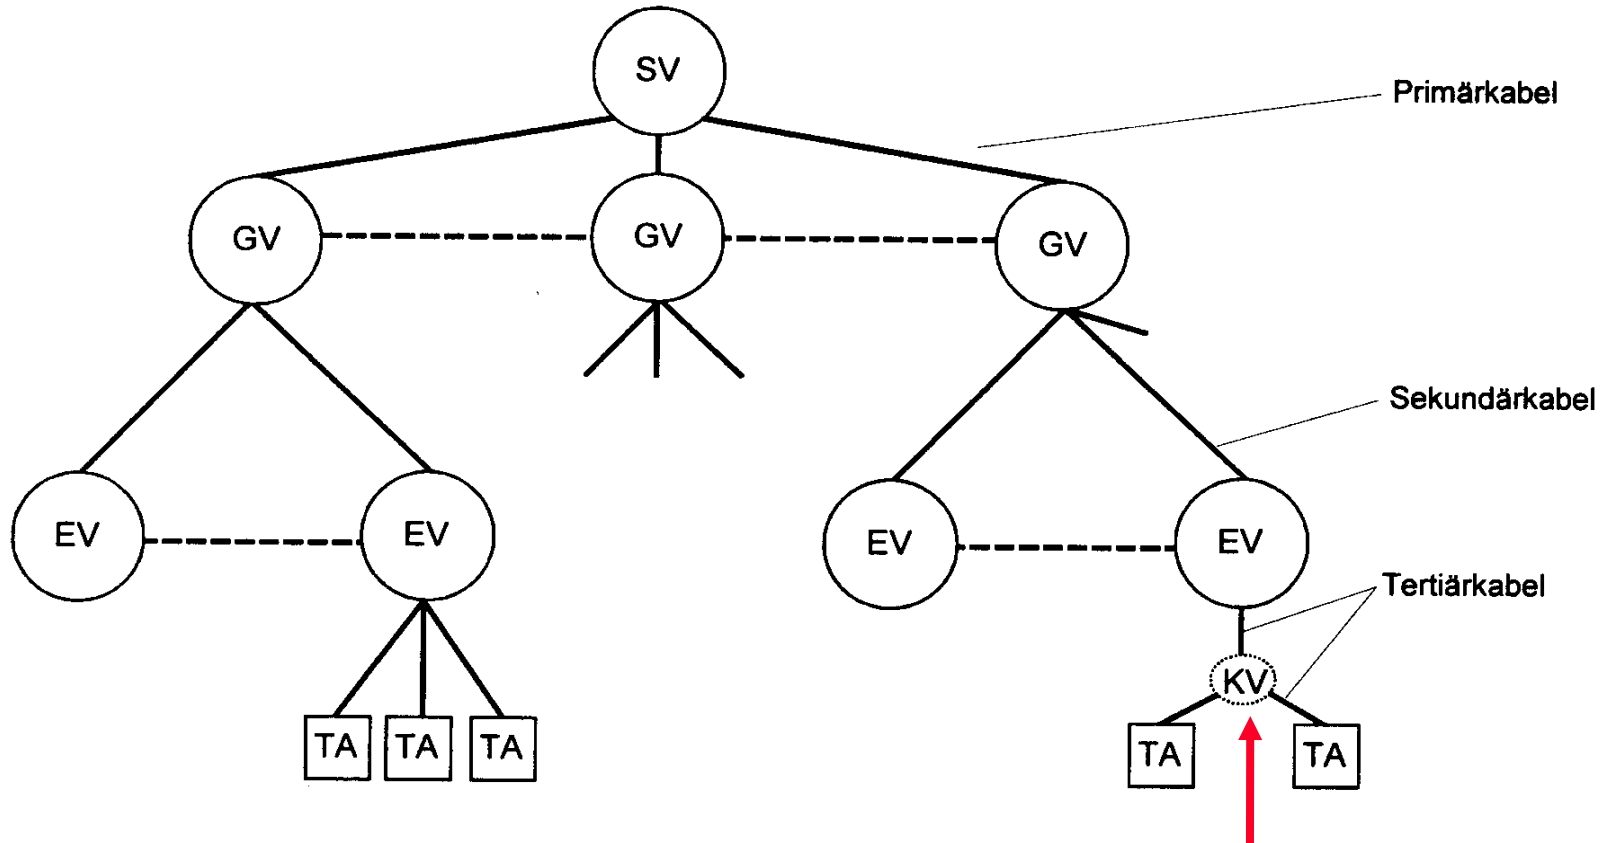 SV
Primärkabel
GV
GV
GV
Sekundärkabel
EV
EV
EV
EV
Tertiärkabel
KV
TA
TA
TA
TA
TA